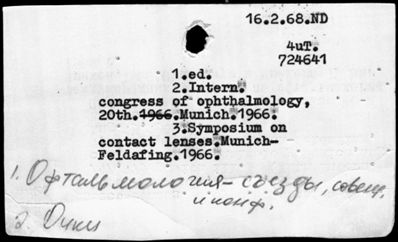 16.2.68.ND
4uT.
724641
1.ed.
2.Intern.
congress of ophthalmology,
20th.1966.Munich.1966.
3.Symposium on
contact lenses.Munich-
Feldafing.1966.
1. Офтальмология - съезды, совещ.
и конф.
2. Очки